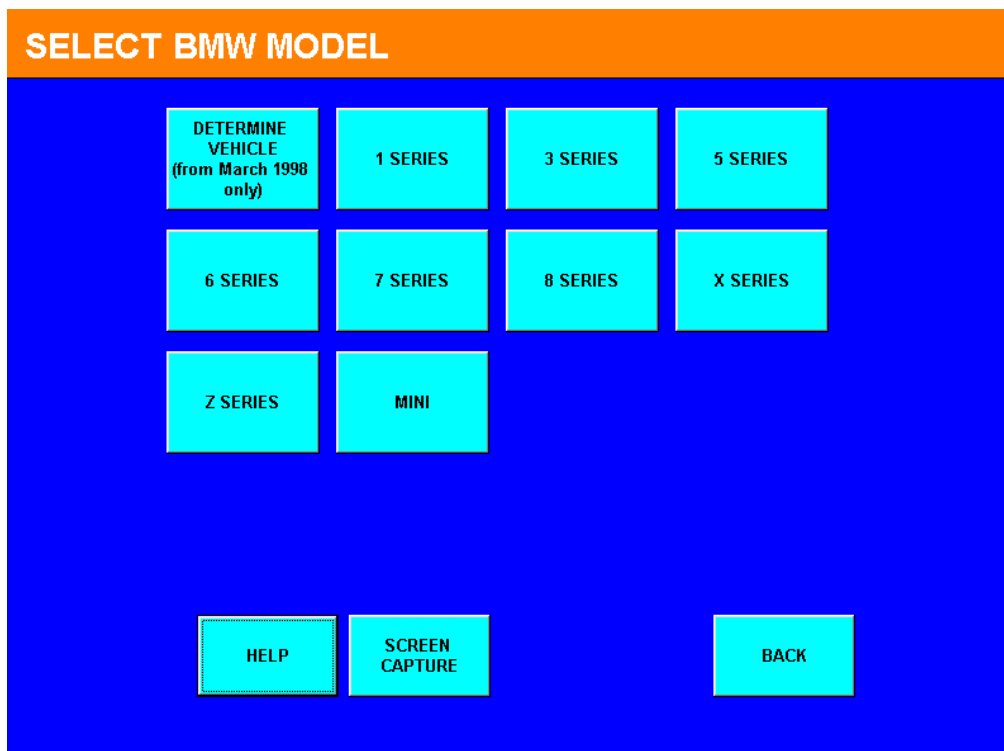 SELECT BMW MODEL
DETERMINE
VEHICLE
(from March 1998
only)
1 SERIES
3 SERIES
5 SERIES
6 SERIES
7 SERIES
8 SERIES
X SERIES
Z SERIES
MINI
HELP
SCREEN
CAPTURE
BACK